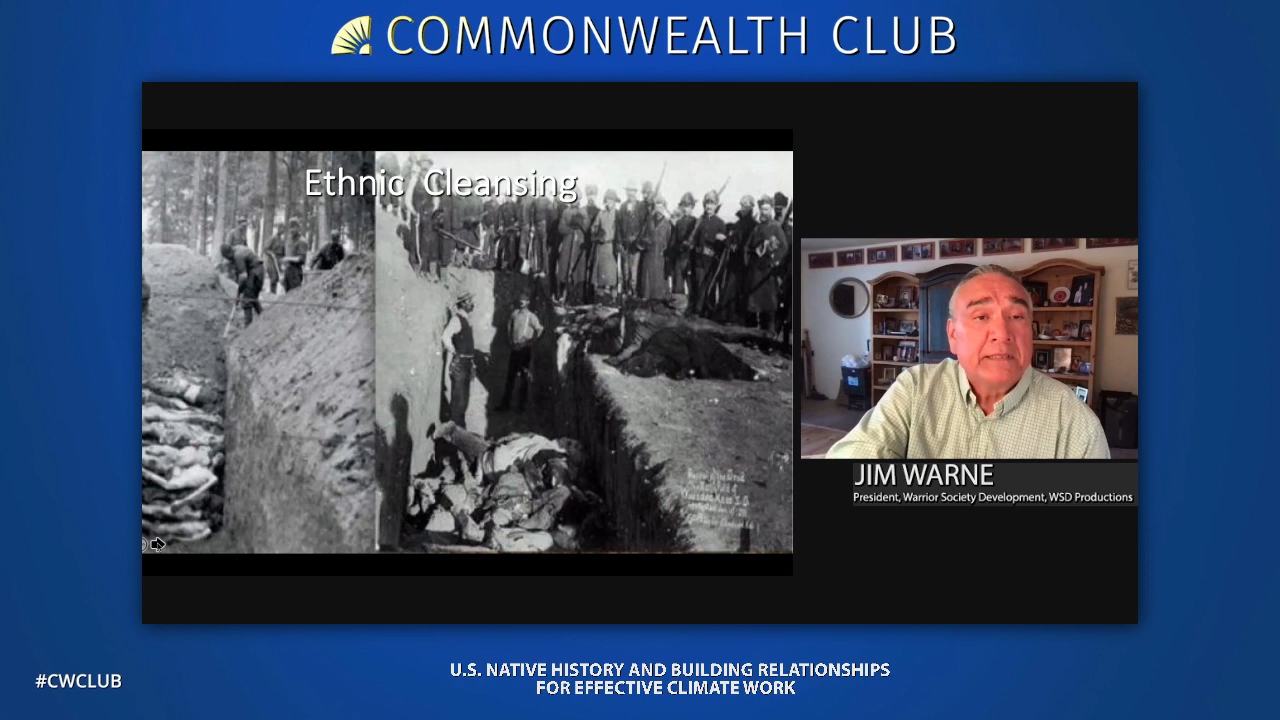 COMMONWEALTH CLUB
Ethnic Cleansing
JIM WARNE
President, Warrior Society Development, WSD Productions
#CWCLUB
U.S. NATIVE HISTORY AND BUILDING RELATIONSHIPS
FOR EFFECTIVE CLIMATE WORK